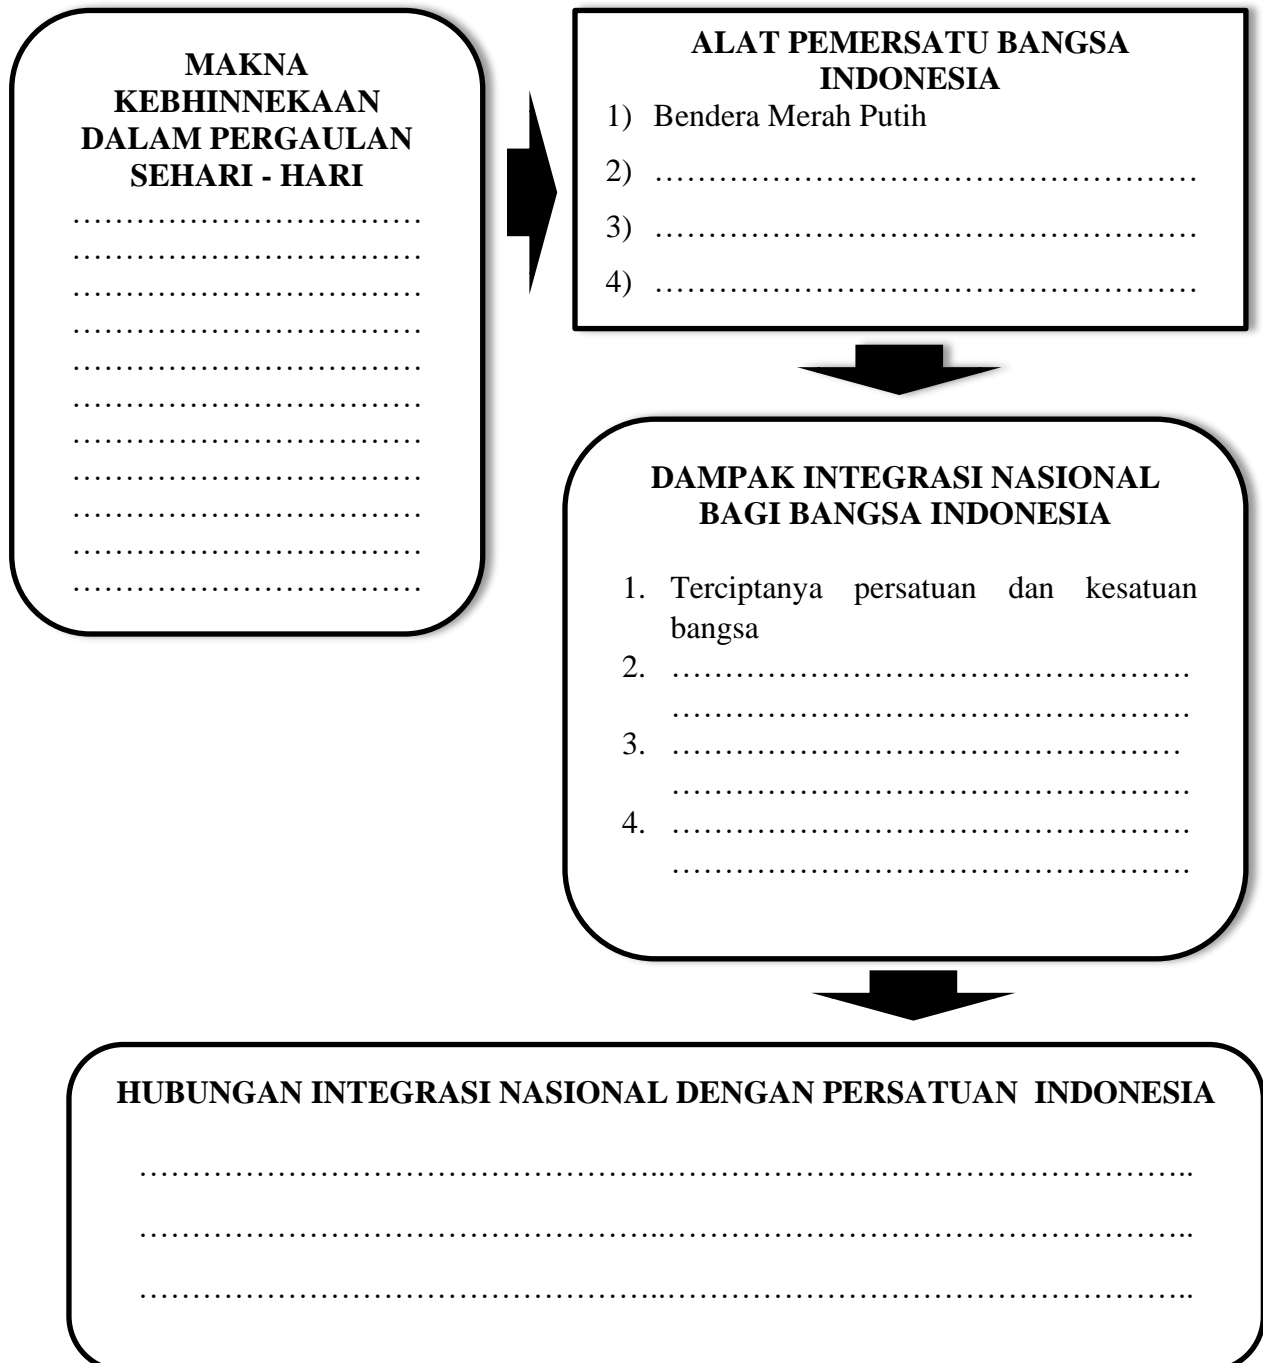 MAKNA
KEBHINNEKAAN
DALAM PERGAULAN
SEHARI - HARI
……………………………
……………………………
……………………………
……………………………
……………………………
……………………………
……………………………
……………………………
……………………………
……………………………
……………………………
ALAT PEMERSATU BANGSA
INDONESIA
1) Bendera Merah Putih
2) ……………………………………………
3) ……………………………………………
4) ……………………………………………
DAMPAK INTEGRASI NASIONAL
BAGI BANGSA INDONESIA
1. Terciptanya persatuan dan kesatuan
bangsa
2. ………………………………………….
………………………………………….
3. …………………………………………
………………………………………….
4. ………………………………………….
………………………………………….
HUBUNGAN INTEGRASI NASIONAL DENGAN PERSATUAN INDONESIA
…………………………………………..…………………………………………..
…………………………………………..…………………………………………..
…………………………………………..…………………………………………..